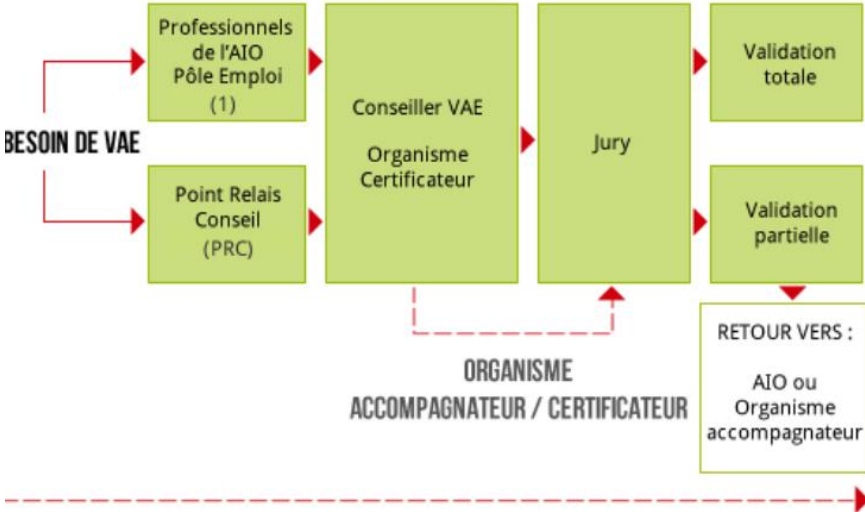 BESOIN DE VAE
Professionnels
de l'AIO
Pôle Emploi
(1)
Point Relais
Conseil
(PRC)
Conseiller VAE
Organisme
Certificateur
Jury
Validation
totale
Validation
partielle
RETOUR VERS :
AIO ou
Organisme
accompagnateur
ORGANISME
ACCOMPAGNATEUR / CERTIFICATEUR